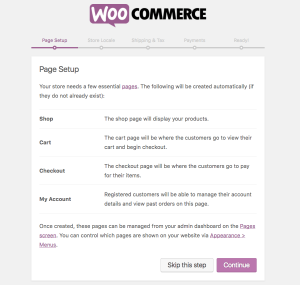 WOO COMMERCE
Page Setup Store Locale Shipping & Tax Payments Ready!
Page Setup
Your store needs a few essential pages. The following will be created automatically (if
they do not already exist):
Shop The shop page will display your products.
Cart The cart page will be where the customers go to view their
cart and begin checkout.
Checkout The checkout page will be where the customers go to pay
for their items.
My Account Registered customers will be able to manage their account
details and view past orders on this page.
Once created, these pages can be managed from your admin dashboard on the Pages
screen. You can control which pages are shown on your website via Appearance >
Menus.
Skip this step Continue